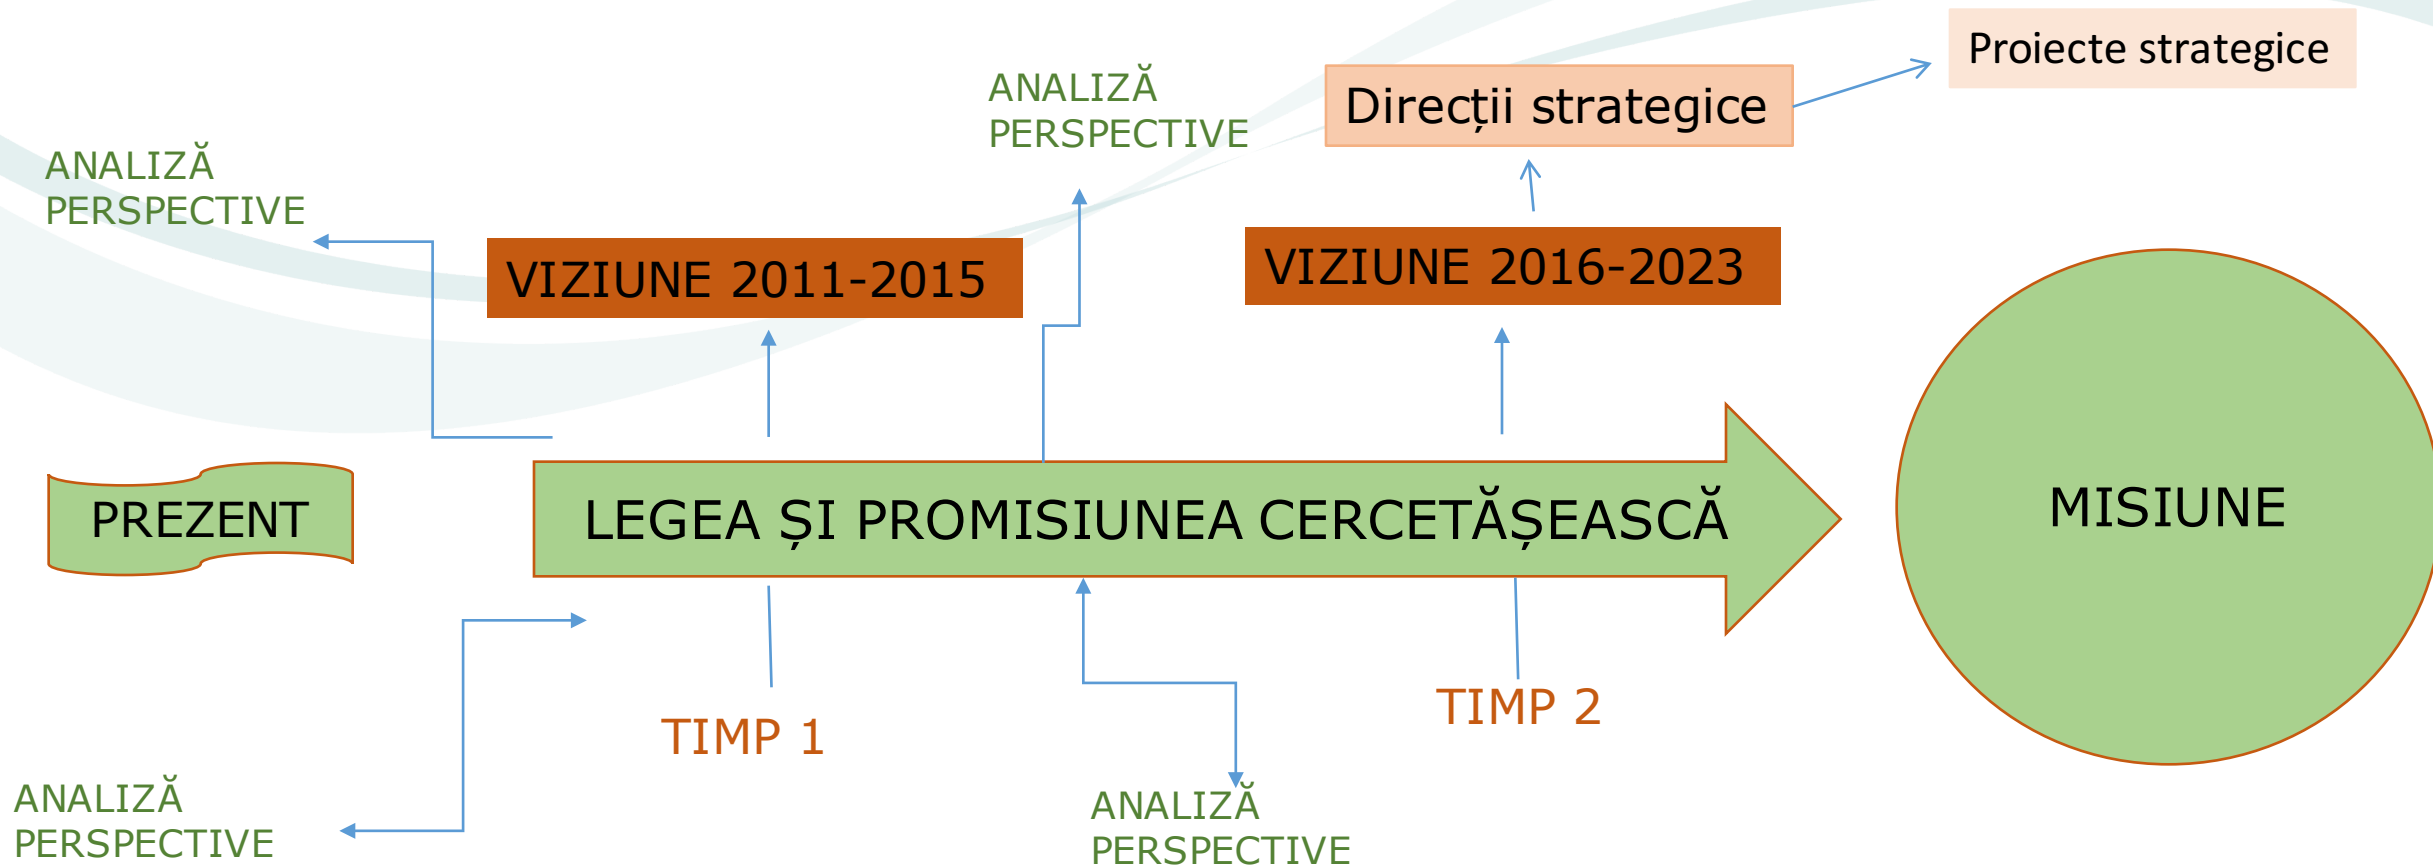 Proiecte strategice
ANALIZĂ
PERSPECTIVE
Direcții strategice
ANALIZĂ
PERSPECTIVE
VIZIUNE 2011-2015
VIZIUNE 2016-2023
PREZENT
LEGEA ȘI PROMISIUNEA CERCETĂȘEASCĂ
MISIUNE
TIMP 1
TIMP 2
ANALIZĂ
PERSPECTIVE
ANALIZĂ
PERSPECTIVE